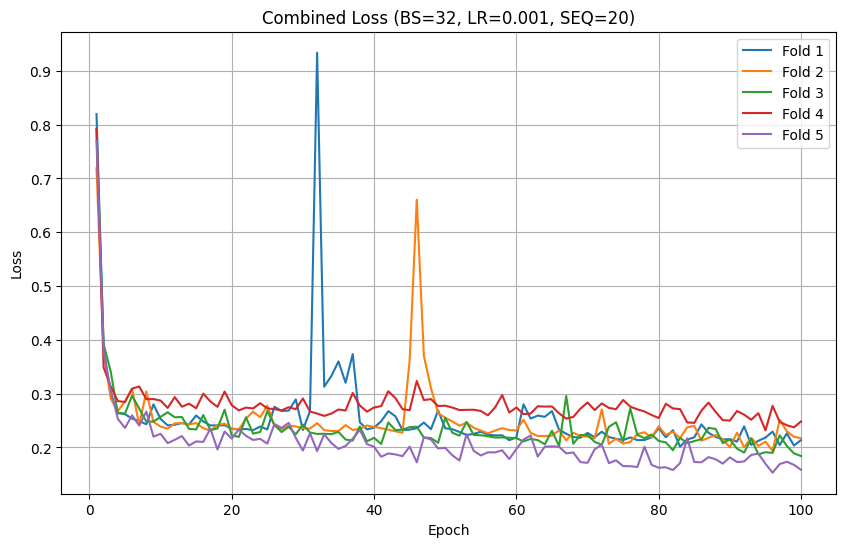 Combined Loss (BS=32, LR=0.001, SEQ=20)
Fold 1
Fold 2
Fold 3
Fold 4
Fold 5
0.9
0.8
0.7
0.6
0.5
0.4
0.3
0.2
Loss
0 20 40 60 80 100
Epoch